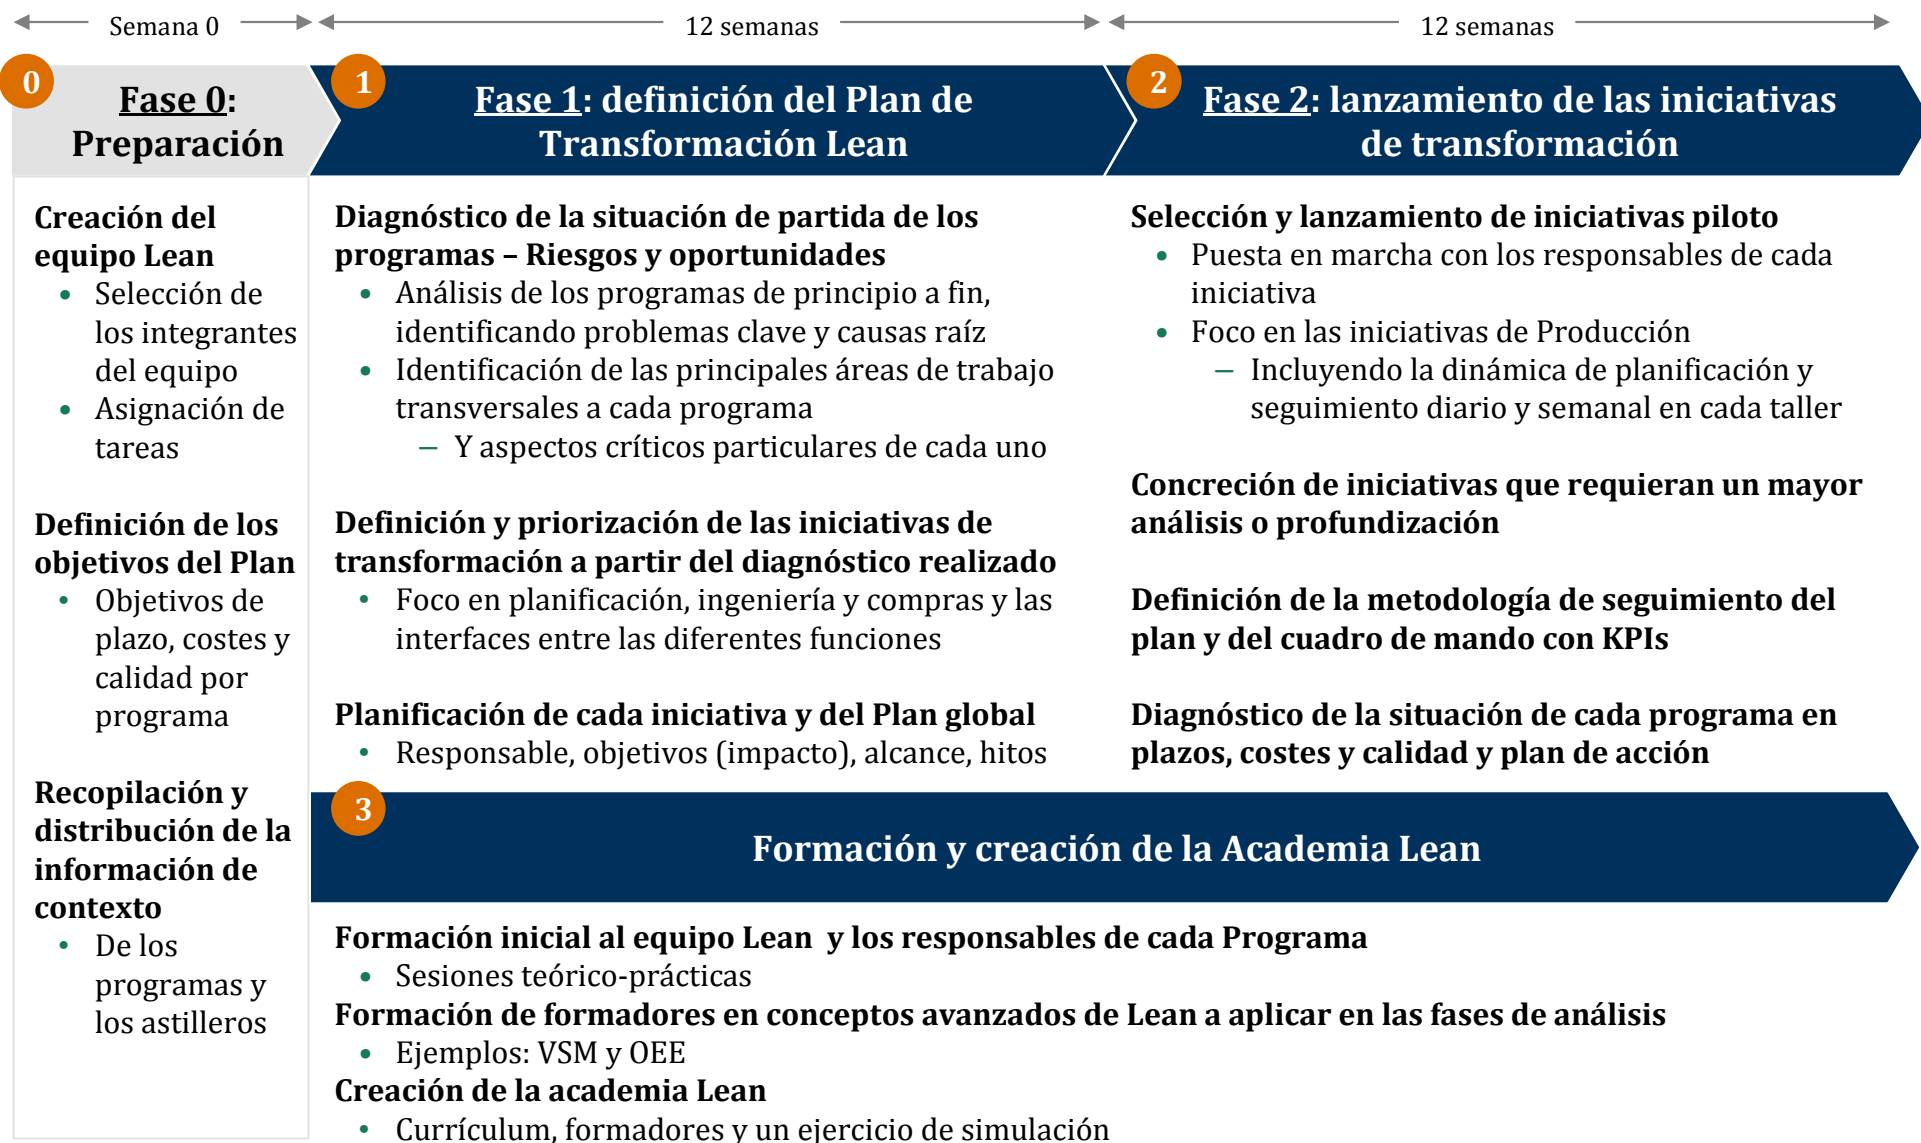 Semana 0
12 semanas
12 semanas
0
Fase 0:
Preparación
1
Fase 1: definición del Plan de
Transformación Lean
2
Fase 2: lanzamiento de las iniciativas
de transformación
Creación del
equipo Lean
• Selección de
los integrantes
del equipo
• Asignación de
tareas
Definición de los
objetivos del Plan
• Objetivos de
plazo, costes y
calidad por
programa
Recopilación y
distribución de la
información de
contexto
• De los
programas y
los astilleros
Diagnóstico de la situación de partida de los
programas – Riesgos y oportunidades
• Análisis de los programas de principio a fin,
identificando problemas clave y causas raíz
• Identificación de las principales áreas de trabajo
transversales a cada programa
– Y aspectos críticos particulares de cada uno
Definición y priorización de las iniciativas de
transformación a partir del diagnóstico realizado
• Foco en planificación, ingeniería y compras y las
interfaces entre las diferentes funciones
Planificación de cada iniciativa y del Plan global
• Responsable, objetivos (impacto), alcance, hitos
Selección y lanzamiento de iniciativas piloto
• Puesta en marcha con los responsables de cada
iniciativa
• Foco en las iniciativas de Producción
– Incluyendo la dinámica de planificación y
seguimiento diario y semanal en cada taller
Concreción de iniciativas que requieran un mayor
análisis o profundización
Definición de la metodología de seguimiento del
plan y del cuadro de mando con KPIs
Diagnóstico de la situación de cada programa en
plazos, costes y calidad y plan de acción
3
Formación y creación de la Academia Lean
Formación inicial al equipo Lean y los responsables de cada Programa
• Sesiones teórico-prácticas
Formación de formadores en conceptos avanzados de Lean a aplicar en las fases de análisis
• Ejemplos: VSM y OEE
Creación de la academia Lean
• Currículum, formadores y un ejercicio de simulación